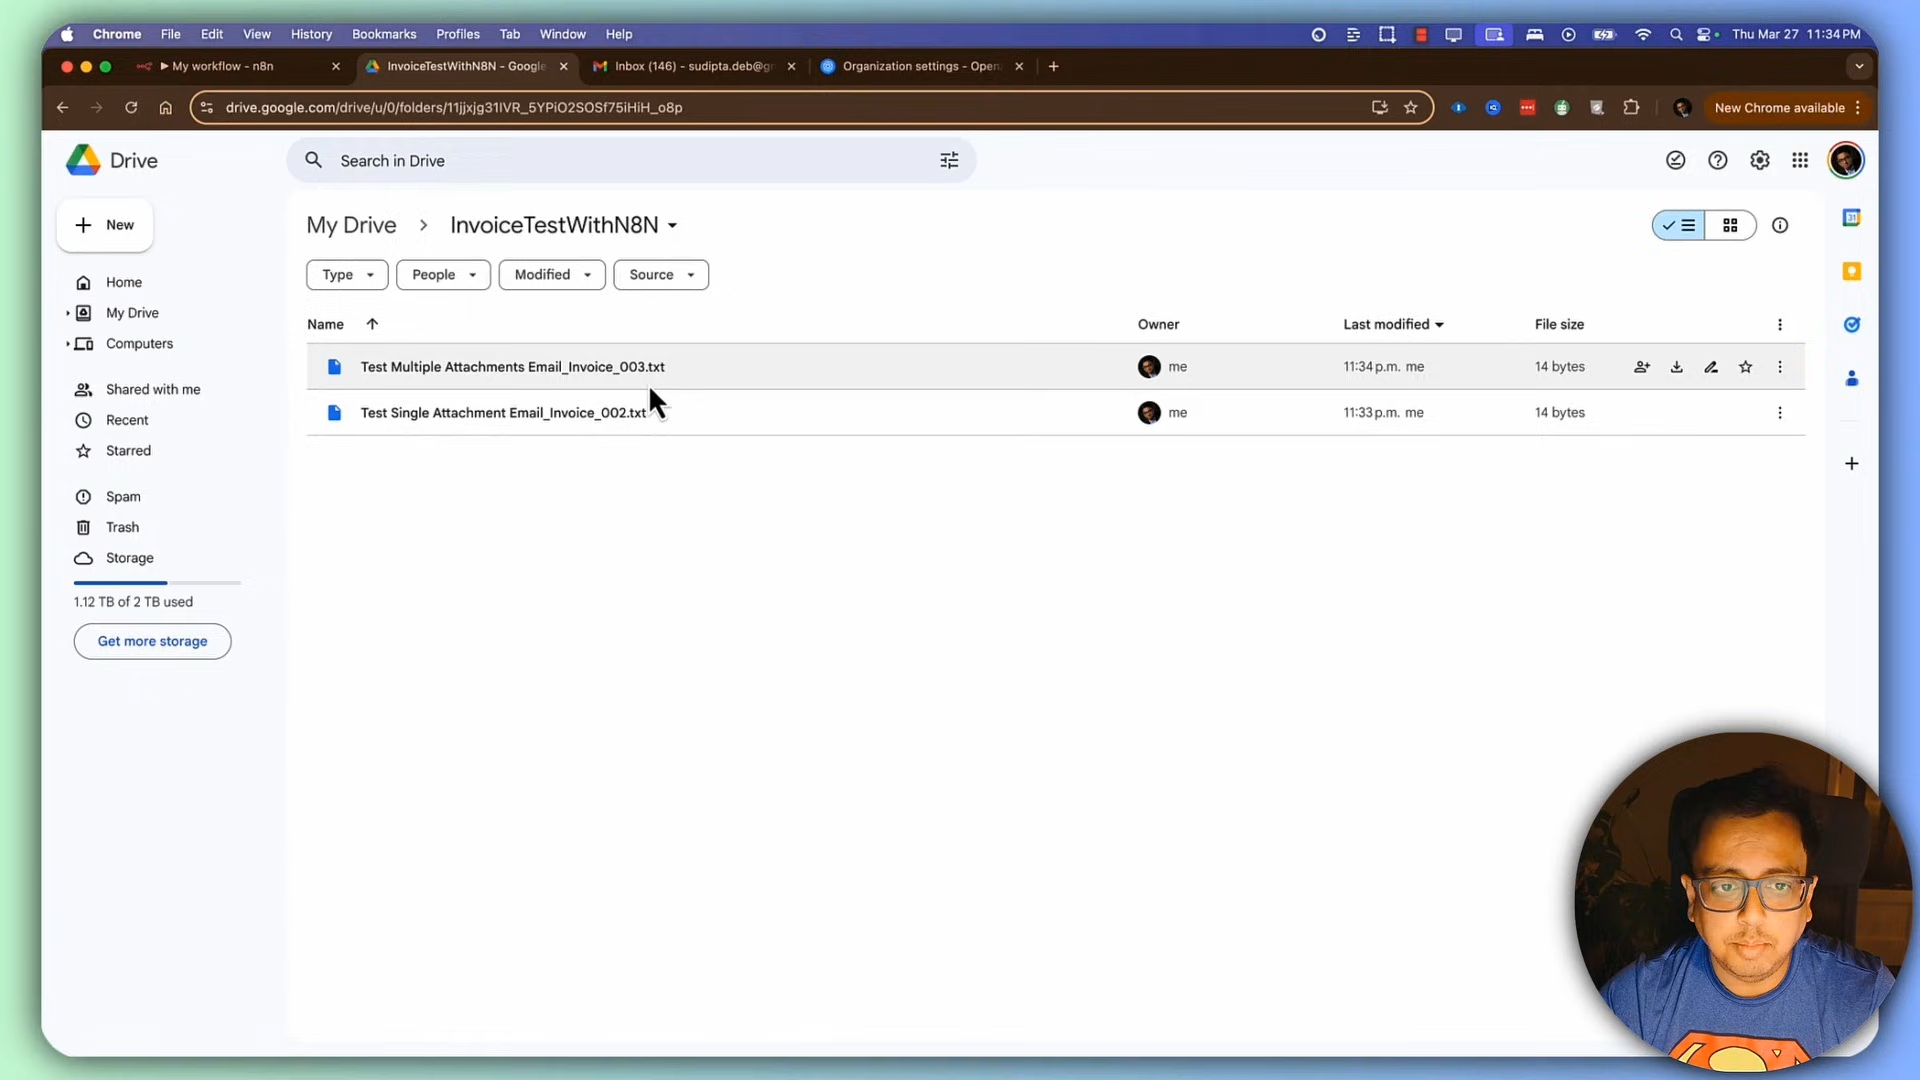 Chrome File Edit View History Bookmarks Profiles Tab Window Help Thu Mar 27 11:34 PM
My workflow - n8n InvoiceTestWithN8N - Google Inbox (146) - sudipta.deb@g Organization settings - Open
drive.google.com/drive/u/0/folders/11jjxjg31lVR_5YPiO2SOSf75iHiH_o8p New Chrome available
Drive Search in Drive
New
Home
My Drive
Computers
Shared with me
Recent
Starred
Spam
Trash
Storage
1.12 TB of 2 TB used
Get more storage
My Drive > InvoiceTestWithN8N
Type People Modified Source
Name Owner Last modified File size
Test Multiple Attachments Email_Invoice_003.txt me 11:34 p.m. me 14 bytes
Test Single Attachment Email_Invoice_002.txt me 11:33 p.m. me 14 bytes
31